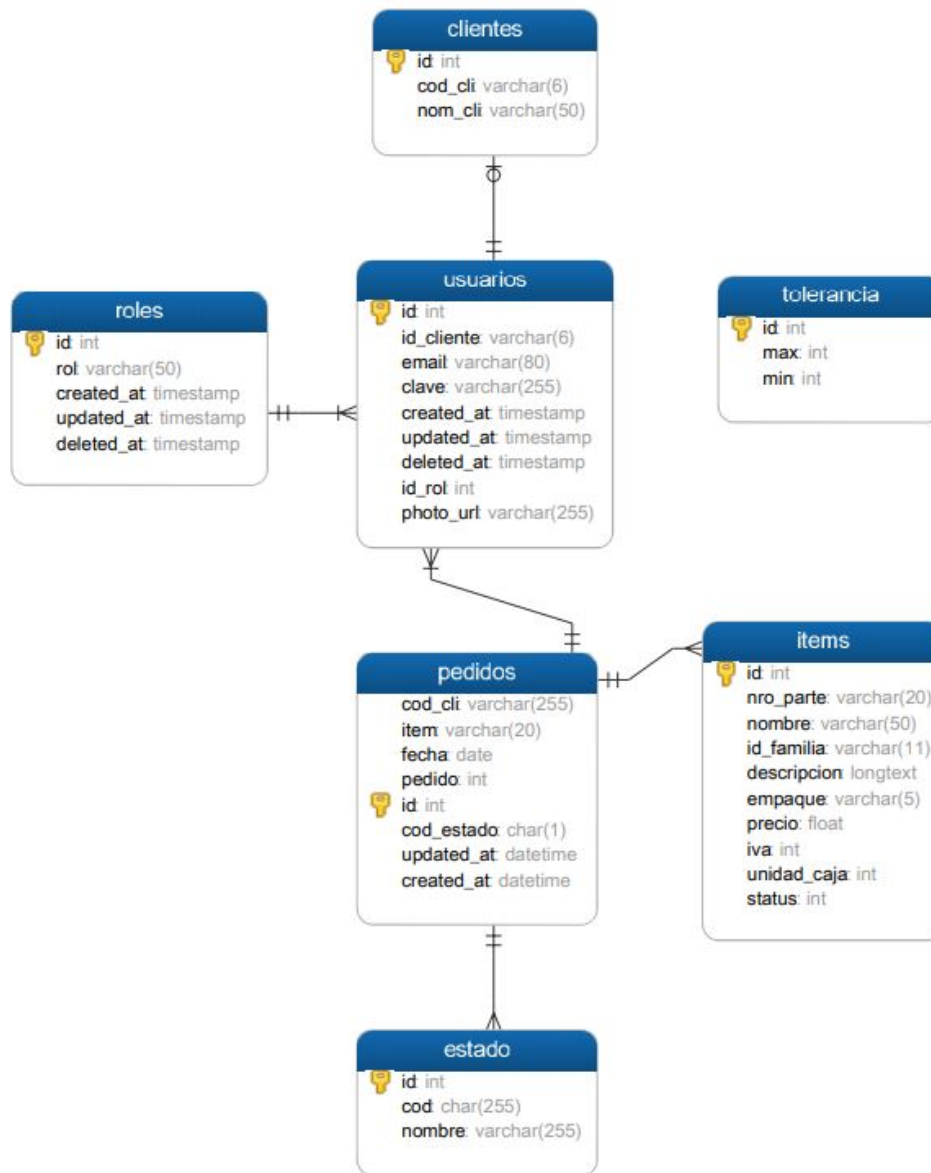 clientes
id: int
cod_cli: varchar(6)
nom_cli: varchar(50)
usuarios
id: int
id_cliente: varchar(6)
email: varchar(80)
clave: varchar(255)
created_at: timestamp
updated_at: timestamp
deleted_at: timestamp
id_rol: int
photo_url: varchar(255)
roles
id: int
rol: varchar(50)
created_at: timestamp
updated_at: timestamp
deleted_at: timestamp
tolerancia
id: int
max: int
min: int
pedidos
cod_cli: varchar(255)
item: varchar(20)
fecha: date
pedido: int
id: int
cod_estado: char(1)
updated_at: datetime
created_at: datetime
items
id: int
nro_parte: varchar(20)
nombre: varchar(50)
id_familia: varchar(11)
descripcion: longtext
empaque: varchar(5)
precio: float
iva: int
unidad_caja: int
status: int
estado
id: int
cod: char(255)
nombre: varchar(255)